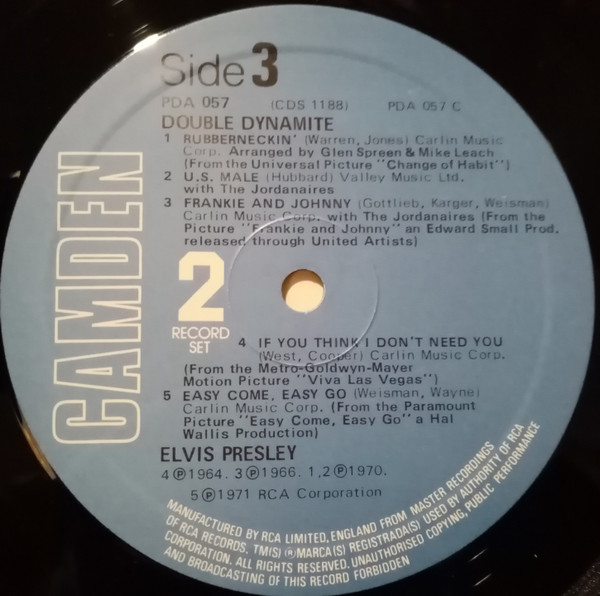 Side 3
PDA 057 (CDS 1188) PDA 057 C
DOUBLE DYNAMITE
1 RUBBERNECKIN' (Warren, Jones) Carlin Music
Corp. Arranged by Glen Spreen & Mike Leach
(From the Universal Picture "Change of Habit")
2 U.S. MALE (Hubbard) Valley Music Ltd.
with The Jordanaires
3 FRANKIE AND JOHNNY (Gottlieb, Karger, Weisman)
Carlin Music Corp. with The Jordanaires (From the
Picture "Frankie and Johnny" an Edward Small Prod.
released through United Artists)
CAMDEN
2
RECORD
SET
4 IF YOU THINK I DON'T NEED YOU
(West, Cooper) Carlin Music Corp.
(From the Metro-Goldwyn-Mayer
Motion Picture "Viva Las Vegas")
5 EASY COME, EASY GO (Weisman, Wayne)
Carlin Music Corp. (From the Paramount
Picture "Easy Come, Easy Go" a Hal
Wallis Production)
ELVIS PRESLEY
4 ℗1964. 3 ℗1966. 1,2 ℗1970.
5 ℗1971 RCA Corporation
MANUFACTURED BY RCA LIMITED, ENGLAND FROM MASTER RECORDINGS
OF RCA RECORDS, TM(S) ® MARCA(S) REGISTRADA(S) USED BY AUTHORITY OF RCA
CORPORATION. ALL RIGHTS RESERVED. UNAUTHORISED COPYING, PUBLIC PERFORMANCE
AND BROADCASTING OF THIS RECORD FORBIDDEN